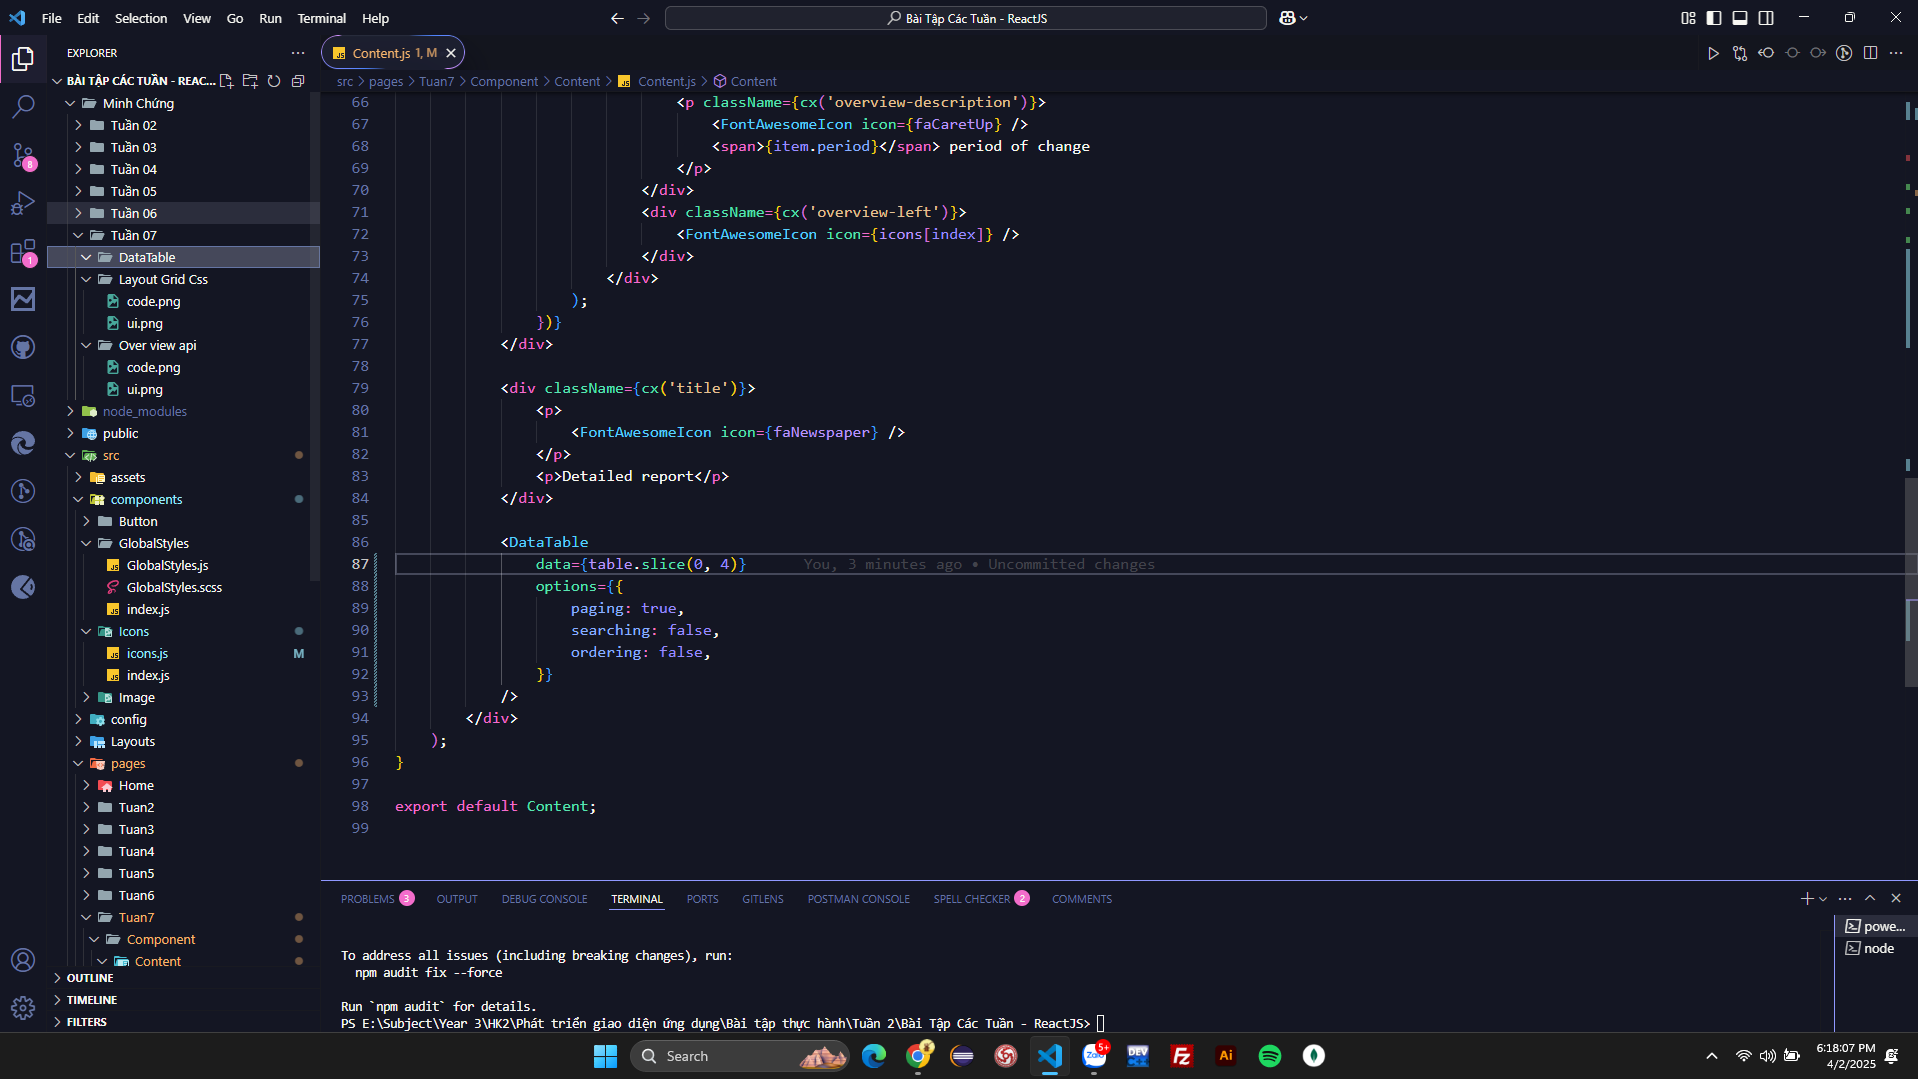 File Edit Selection View Go Run Terminal Help
Bài Tập Các Tuần - ReactJS
EXPLORER
BÀI TẬP CÁC TUẦN - REAC...
Minh Chứng
Tuần 02
Tuần 03
Tuần 04
Tuần 05
Tuần 06
Tuần 07
DataTable
Layout Grid Css
code.png
ui.png
Over view api
code.png
ui.png
node_modules
public
src
assets
components
Button
GlobalStyles
GlobalStyles.js
GlobalStyles.scss
index.js
Icons
icons.js M
index.js
Image
config
Layouts
pages
Home
Tuan2
Tuan3
Tuan4
Tuan5
Tuan6
Tuan7
Component
Content
OUTLINE
TIMELINE
FILTERS
8
1
Content.js 1, M
src > pages > Tuan7 > Component > Content > Content.js > Content
66 <p className={cx('overview-description')}>
67 <FontAwesomeIcon icon={faCaretUp} />
68 <span>{item.period}</span> period of change
69 </p>
70 </div>
71 <div className={cx('overview-left')}>
72 <FontAwesomeIcon icon={icons[index]} />
73 </div>
74 </div>
75 );
76 })}
77 </div>
78
79 <div className={cx('title')}>
80 <p>
81 <FontAwesomeIcon icon={faNewspaper} />
82 </p>
83 <p>Detailed report</p>
84 </div>
85
86 <DataTable
87 data={table.slice(0, 4)} You, 3 minutes ago • Uncommitted changes
88 options={{
89 paging: true,
90 searching: false,
91 ordering: false,
92 }}
93 />
94 </div>
95 );
96 }
97
98 export default Content;
99
PROBLEMS 3 OUTPUT DEBUG CONSOLE TERMINAL PORTS GITLENS POSTMAN CONSOLE SPELL CHECKER 2 COMMENTS
To address all issues (including breaking changes), run:
npm audit fix --force
Run `npm audit` for details.
PS E:\Subject\Year 3\HK2\Phát triển giao diện ứng dụng\Bài tập thực hành\Tuần 2\Bài Tập Các Tuần - ReactJS>
powe...
node
Search
Zalo
5+
DEV
Fz
Ai
6:18:07 PM
4/2/2025